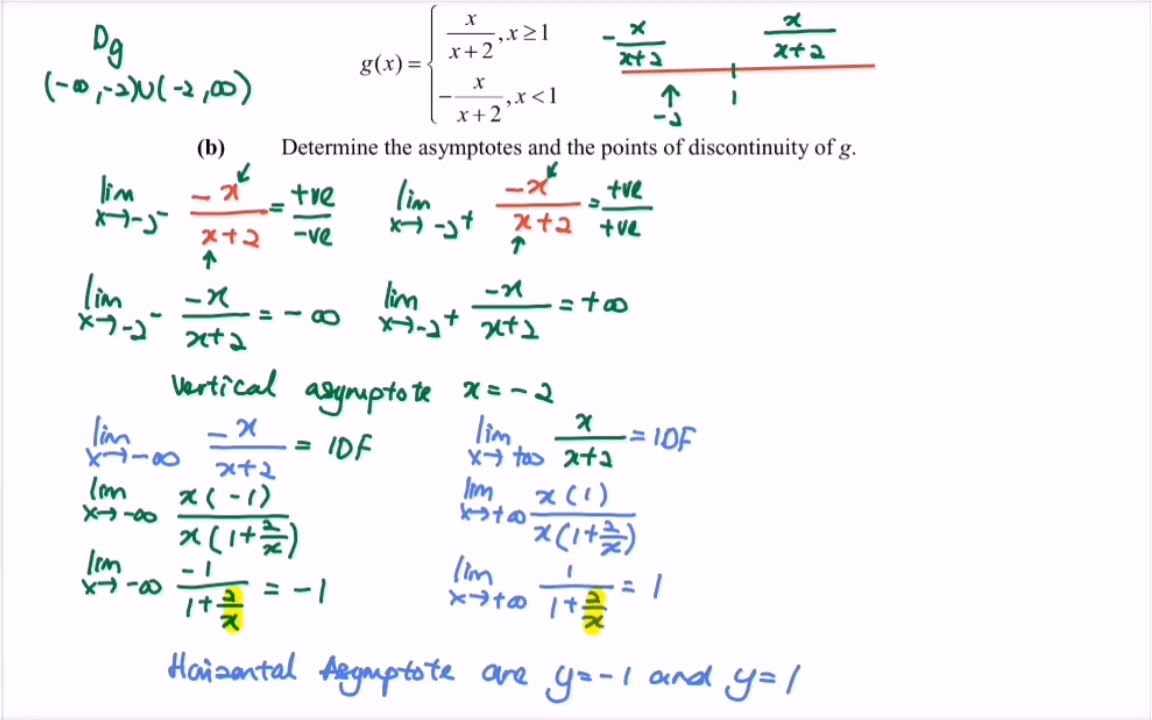 Dg
(-∞,-2)∪(-2,∞)
g(x) = { x/(x+2), x ≥ 1
-x/(x+2), x < 1
-x/(x+2) x/(x+2)
↑ 1
-2
(b) Determine the asymptotes and the points of discontinuity of g.
lim x→-2⁻ -x/(x+2) = +ve/-ve lim x→-2⁺ -x/(x+2) = +ve/+ve
lim x→-2⁻ -x/(x+2) = -∞ lim x→-2⁺ -x/(x+2) = +∞
Vertical asymptote x = -2
lim x→-∞ -x/(x+2) = IDF lim x→+∞ x/(x+2) = IDF
lim x→-∞ x(-1)/x(1+2/x) lim x→+∞ x(1)/x(1+2/x)
lim x→-∞ -1/(1+2/x) = -1 lim x→+∞ 1/(1+2/x) = 1
Horizontal Asymptote are y=-1 and y=1